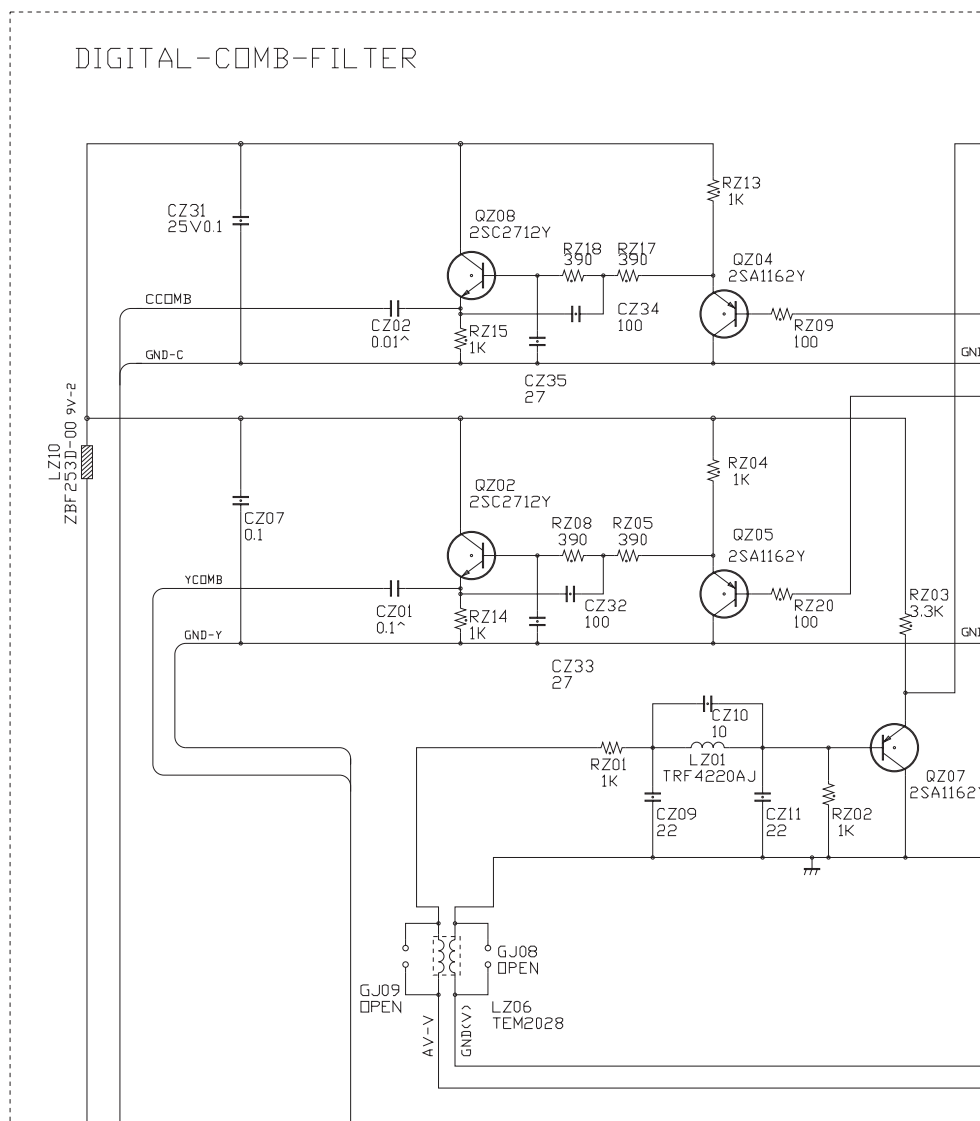 DIGITAL-COMB-FILTER
RZ13
1K
CZ31
25V0.1
QZ08
2SC2712Y
RZ18
390
RZ17
390
QZ04
2SA1162Y
CCOMB
CZ02
0.01^
RZ15
1K
CZ34
100
RZ09
100
GND-C
GND
CZ35
27
LZ10
ZBF253D-00
9V-2
RZ04
1K
QZ02
2SC2712Y
CZ07
0.1
RZ08
390
RZ05
390
QZ05
2SA1162Y
YCOMB
CZ01
0.1^
RZ14
1K
CZ32
100
RZ20
100
RZ03
3.3K
GND-Y
GND
CZ33
27
CZ10
10
RZ01
1K
LZ01
TRF4220AJ
QZ07
2SA1162Y
CZ09
22
CZ11
22
RZ02
1K
GJ08
OPEN
GJ09
OPEN
LZ06
TEM2028
AV-V
GND(V)